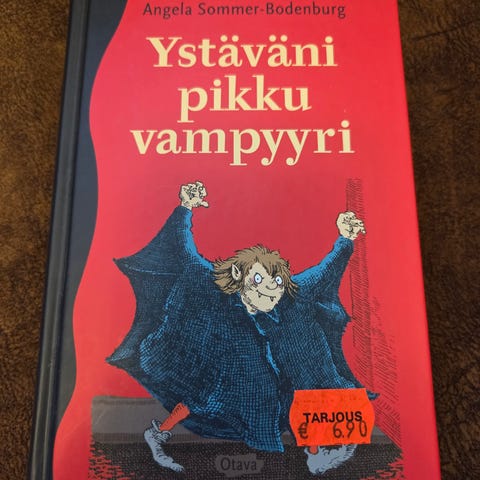 Angela Sommer-Bodenburg
Ystäväni
pikku
vampyyri
TARJOUS
€ 6.90
Otava